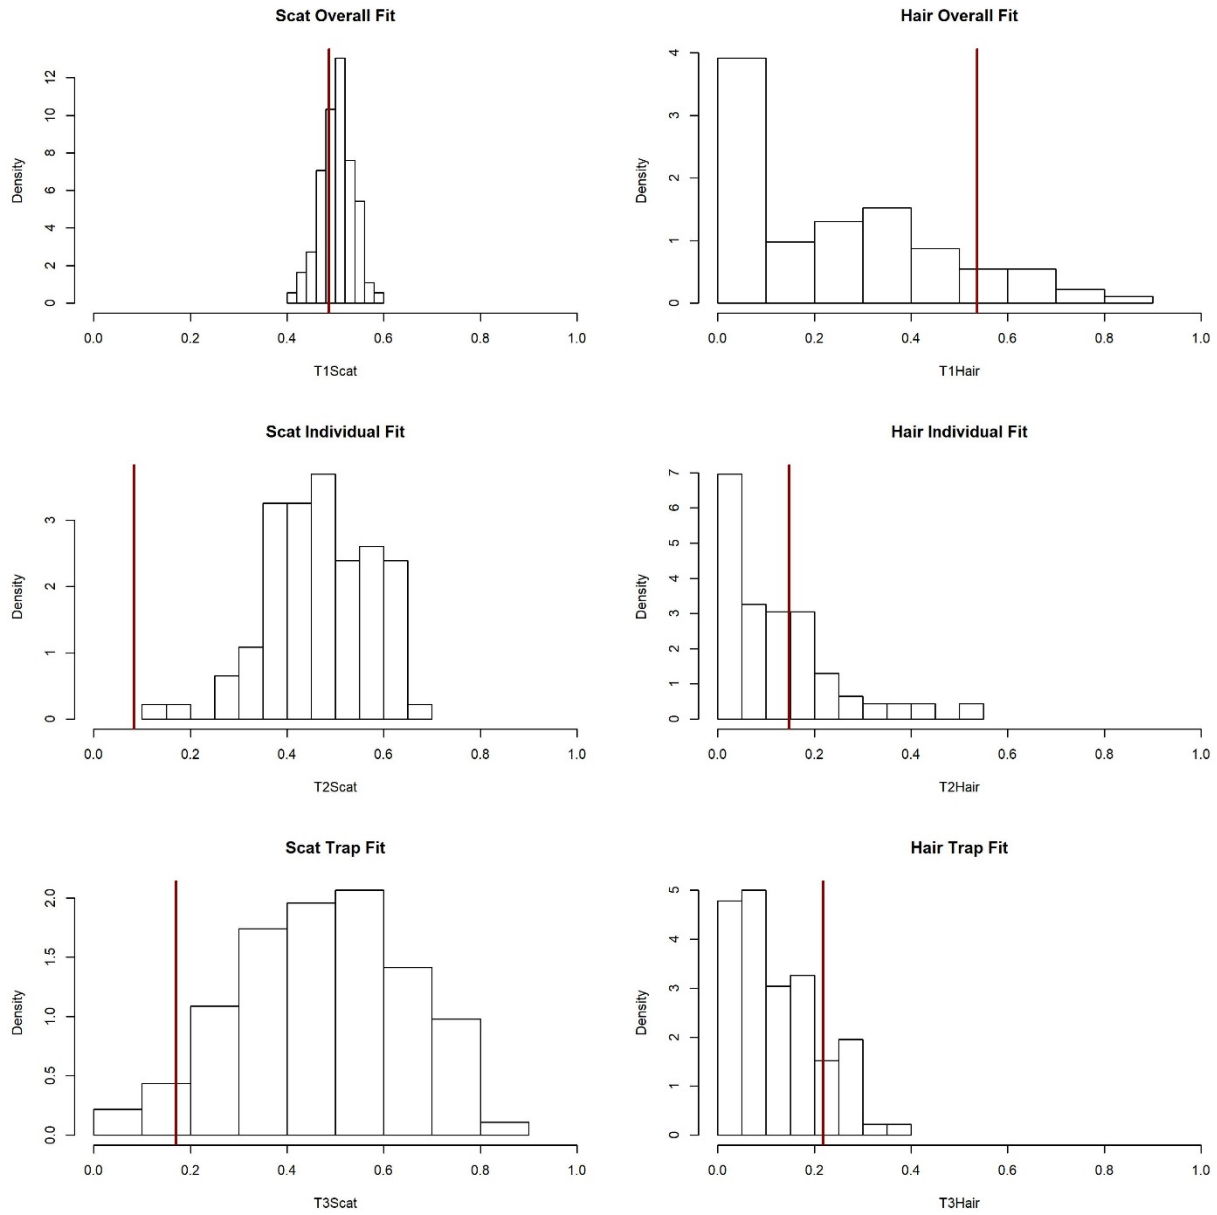 Scat Overall Fit
Density
0 2 4 6 8 10 12
0.0 0.2 0.4 0.6 0.8 1.0
T1Scat
Hair Overall Fit
Density
0 1 2 3 4
0.0 0.2 0.4 0.6 0.8 1.0
T1Hair
Scat Individual Fit
Density
0 1 2 3
0.0 0.2 0.4 0.6 0.8 1.0
T2Scat
Hair Individual Fit
Density
0 1 2 3 4 5 6 7
0.0 0.2 0.4 0.6 0.8 1.0
T2Hair
Scat Trap Fit
Density
0.0 0.5 1.0 1.5 2.0
0.0 0.2 0.4 0.6 0.8 1.0
T3Scat
Hair Trap Fit
Density
0 1 2 3 4 5
0.0 0.2 0.4 0.6 0.8 1.0
T3Hair